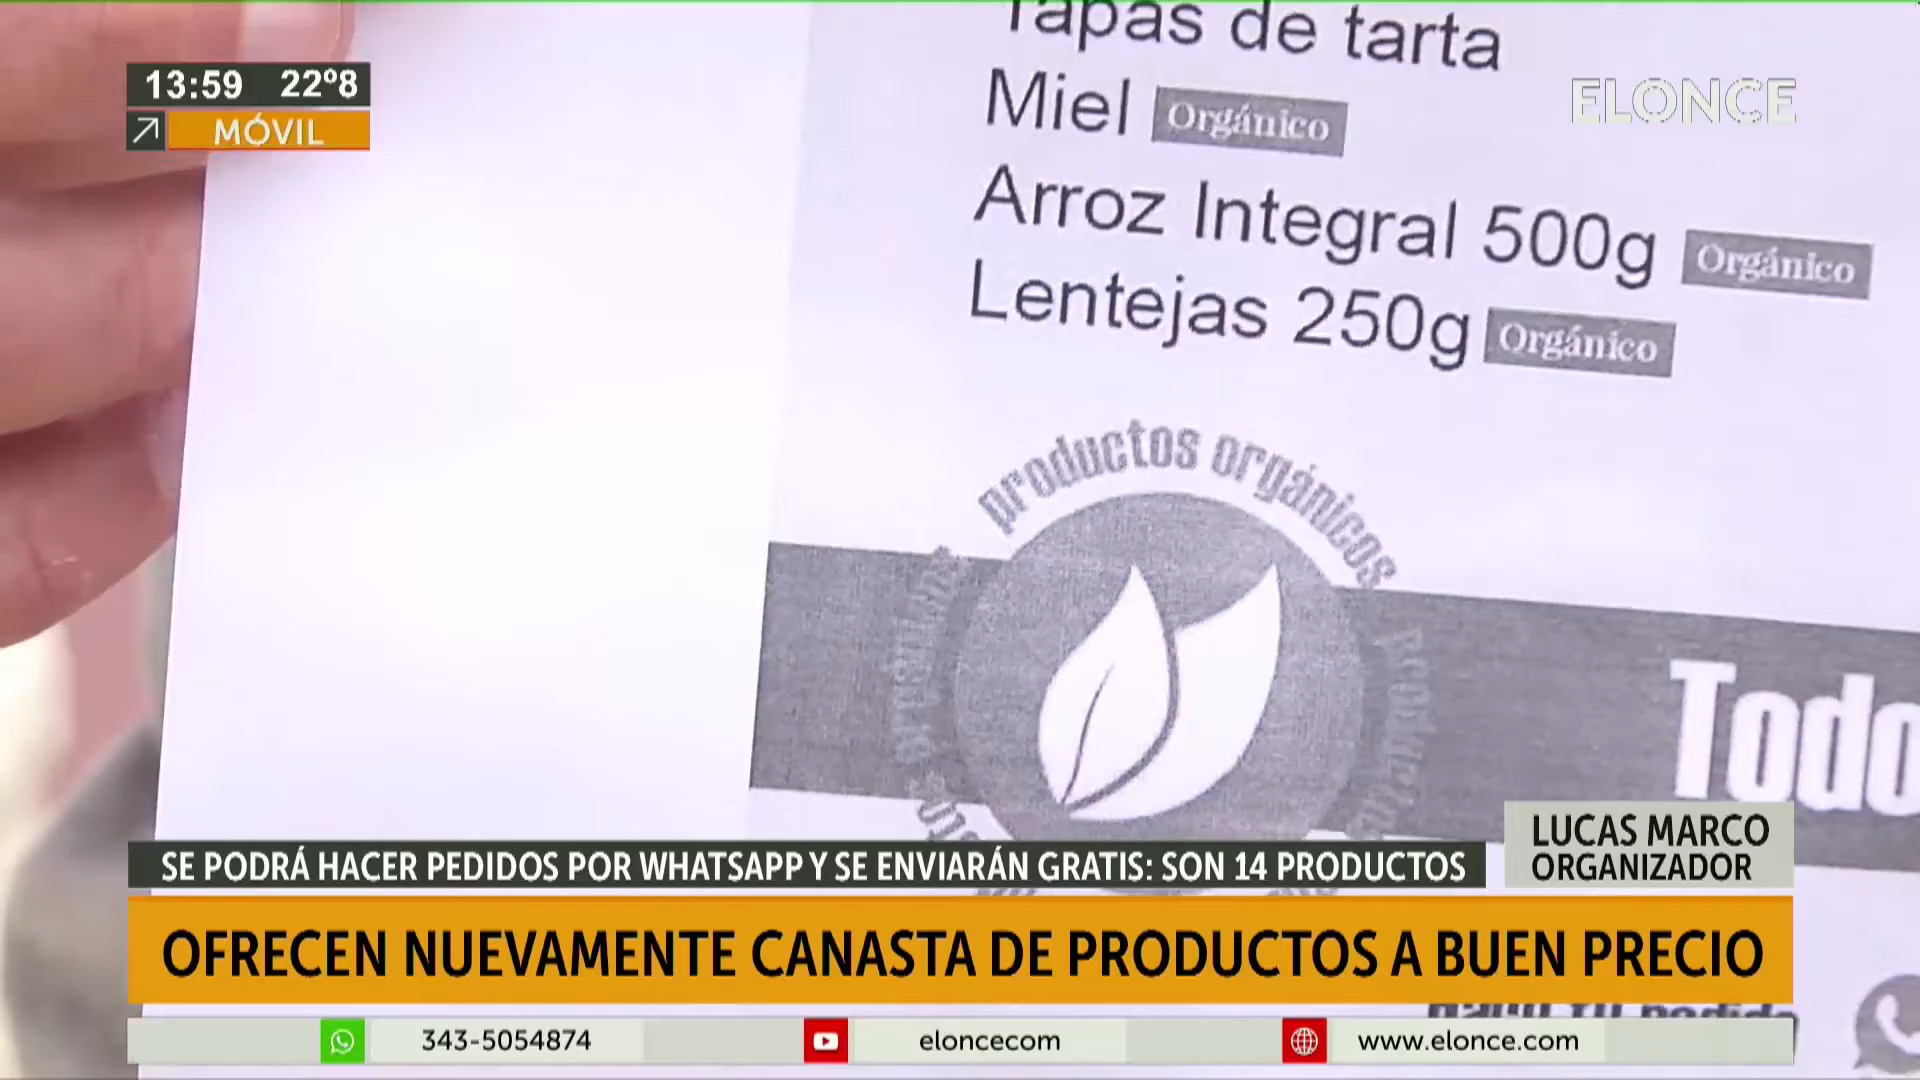 Tapas de tarta
13:59 22º8
MÓVIL
ELONCE
Miel Orgánico
Arroz Integral 500g Orgánico
Lentejas 250g Orgánico
productos orgánicos
Todo
LUCAS MARCO
ORGANIZADOR
SE PODRÁ HACER PEDIDOS POR WHATSAPP Y SE ENVIARÁN GRATIS: SON 14 PRODUCTOS
OFRECEN NUEVAMENTE CANASTA DE PRODUCTOS A BUEN PRECIO
343-5054874
eloncecom
www.elonce.com